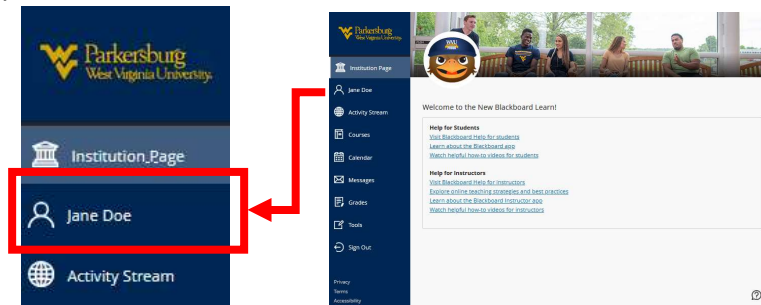 Parkersburg
West Virginia University.
Institution Page
Jane Doe
Activity Stream
Parkersburg
West Virginia University.
Institution Page
Jane Doe
Activity Stream
Courses
Calendar
Messages
Grades
Tools
Sign Out
Privacy
Terms
Accessibility
Welcome to the New Blackboard Learn!
Help for Students
Visit Blackboard Help for students
Learn about the Blackboard app
Watch helpful how-to videos for students
Help for Instructors
Visit Blackboard Help for instructors
Explore online teaching strategies and best practices
Learn about the Blackboard Instructor app
Watch helpful how-to videos for instructors